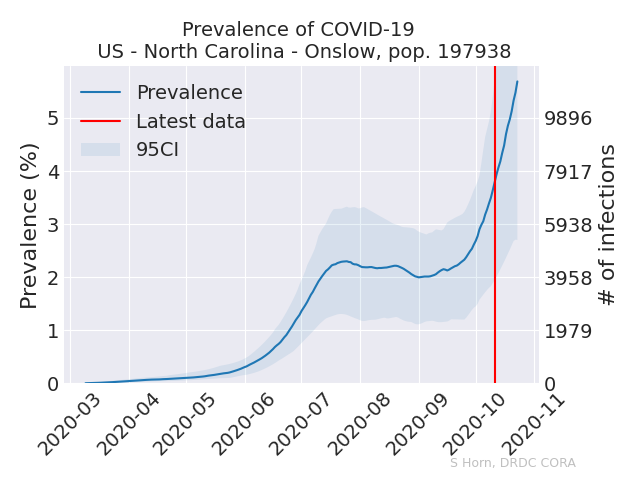 Prevalence of COVID-19
US - North Carolina - Onslow, pop. 197938
Prevalence
Latest data
95CI
Prevalence (%)
5
4
3
2
1
0
9896
7917
5938
3958
1979
0
# of infections
2020-03
2020-04
2020-05
2020-06
2020-07
2020-08
2020-09
2020-10
2020-11
S Horn, DRDC CORA